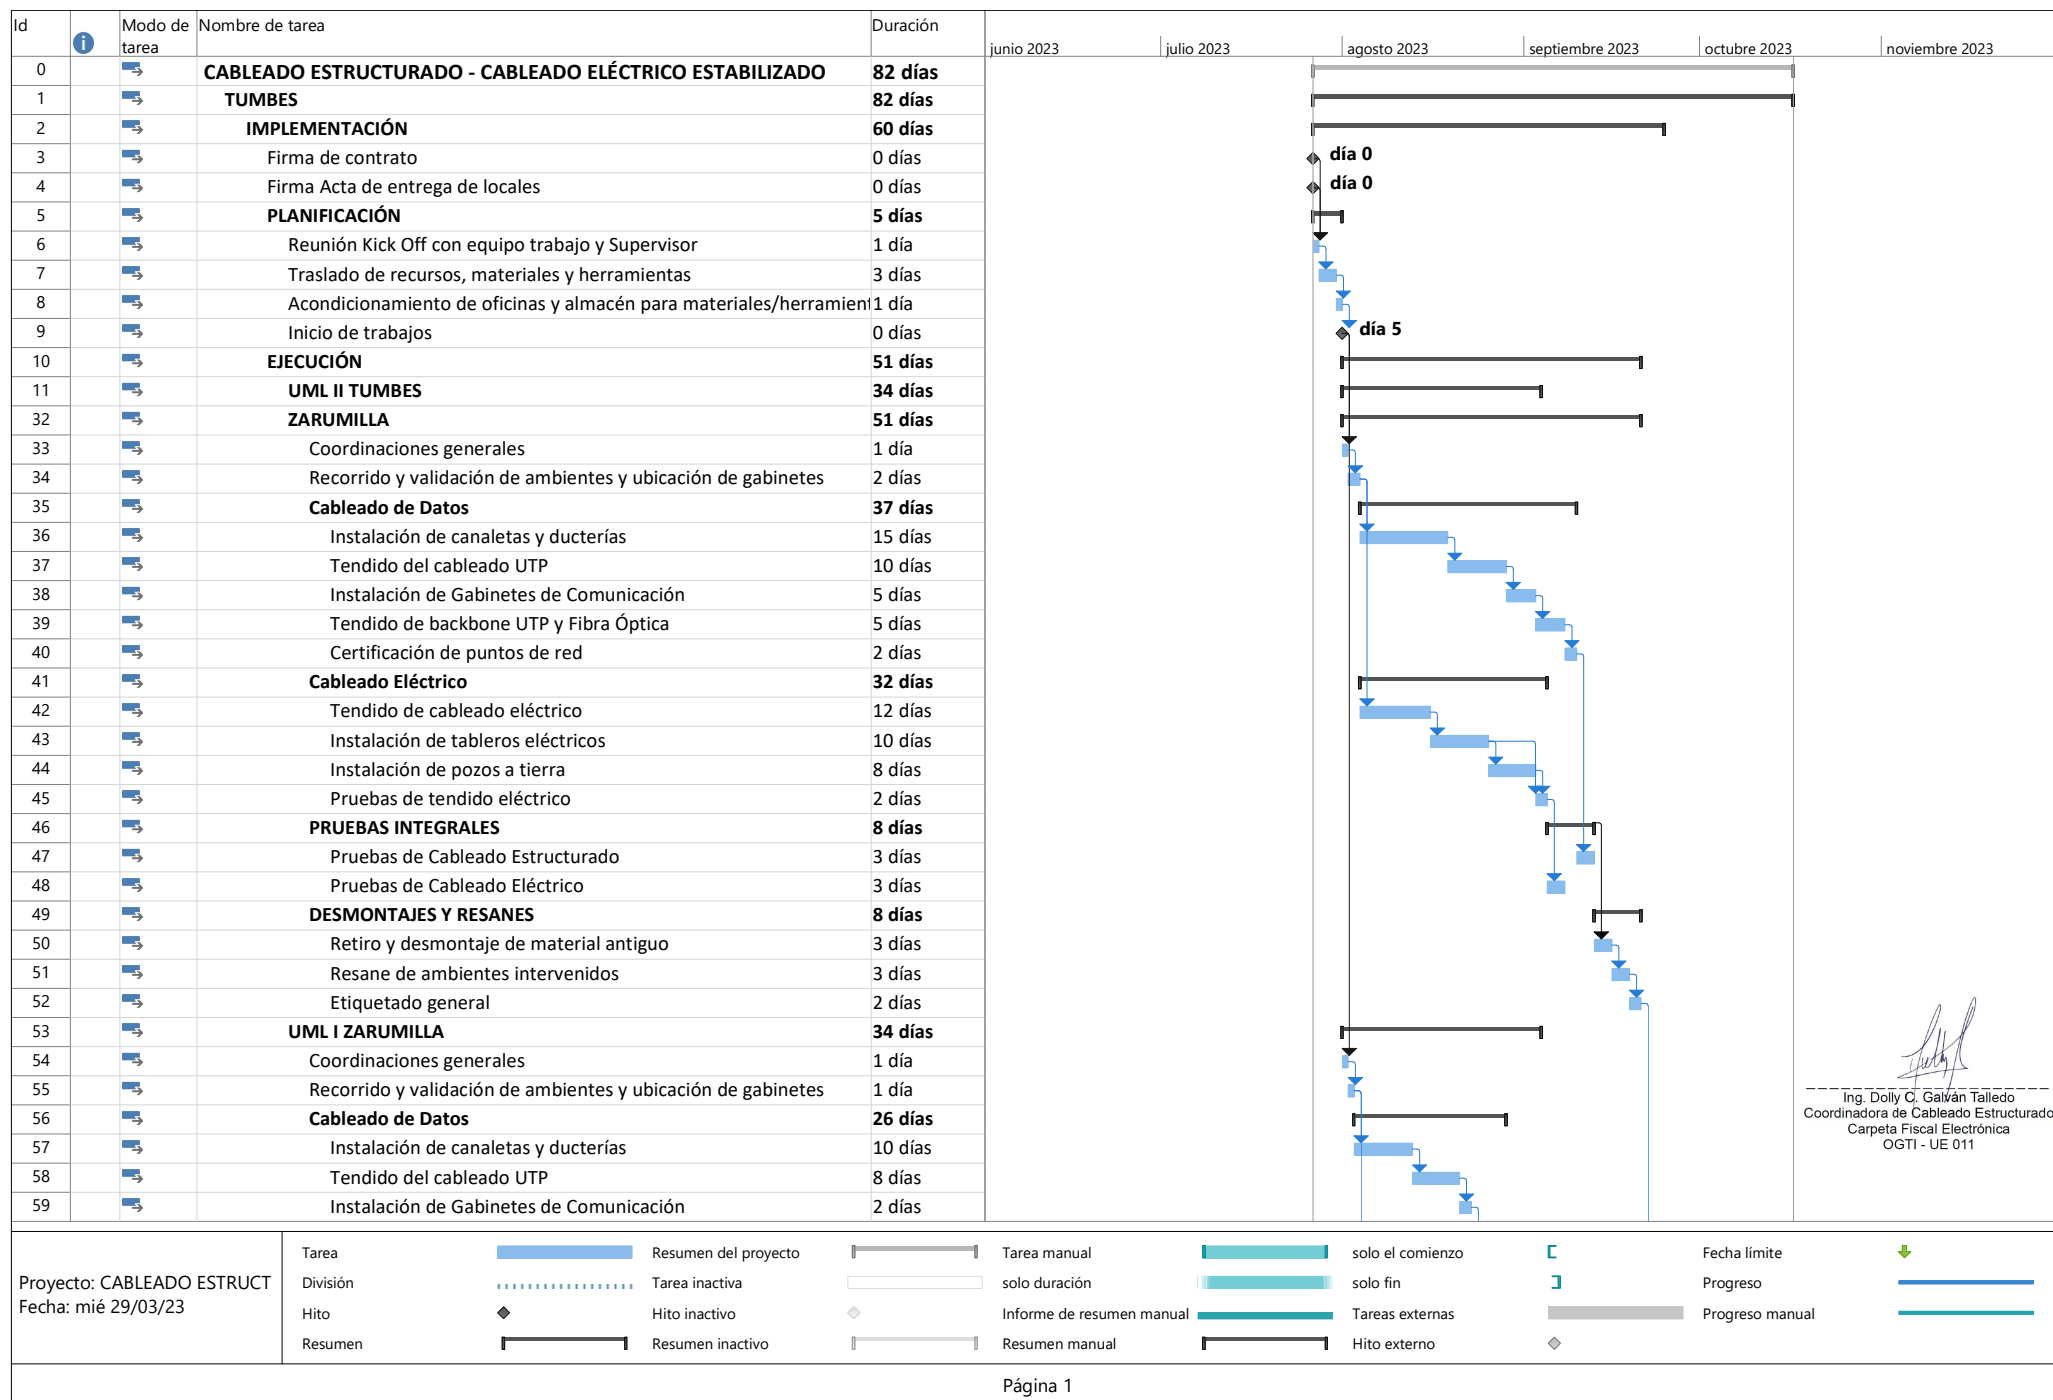 Id Modo de tarea Nombre de tarea Duración
junio 2023 julio 2023 agosto 2023 septiembre 2023 octubre 2023 noviembre 2023
0 CABLEADO ESTRUCTURADO - CABLEADO ELÉCTRICO ESTABILIZADO 82 días
1 TUMBES 82 días
2 IMPLEMENTACIÓN 60 días
3 Firma de contrato 0 días día 0
4 Firma Acta de entrega de locales 0 días día 0
5 PLANIFICACIÓN 5 días
6 Reunión Kick Off con equipo trabajo y Supervisor 1 día
7 Traslado de recursos, materiales y herramientas 3 días
8 Acondicionamiento de oficinas y almacén para materiales/herramient 1 día
9 Inicio de trabajos 0 días día 5
10 EJECUCIÓN 51 días
11 UML II TUMBES 34 días
32 ZARUMILLA 51 días
33 Coordinaciones generales 1 día
34 Recorrido y validación de ambientes y ubicación de gabinetes 2 días
35 Cableado de Datos 37 días
36 Instalación de canaletas y ducterías 15 días
37 Tendido del cableado UTP 10 días
38 Instalación de Gabinetes de Comunicación 5 días
39 Tendido de backbone UTP y Fibra Óptica 5 días
40 Certificación de puntos de red 2 días
41 Cableado Eléctrico 32 días
42 Tendido de cableado eléctrico 12 días
43 Instalación de tableros eléctricos 10 días
44 Instalación de pozos a tierra 8 días
45 Pruebas de tendido eléctrico 2 días
46 PRUEBAS INTEGRALES 8 días
47 Pruebas de Cableado Estructurado 3 días
48 Pruebas de Cableado Eléctrico 3 días
49 DESMONTAJES Y RESANES 8 días
50 Retiro y desmontaje de material antiguo 3 días
51 Resane de ambientes intervenidos 3 días
52 Etiquetado general 2 días
53 UML I ZARUMILLA 34 días
54 Coordinaciones generales 1 día
55 Recorrido y validación de ambientes y ubicación de gabinetes 1 día
56 Cableado de Datos 26 días
57 Instalación de canaletas y ducterías 10 días
58 Tendido del cableado UTP 8 días
59 Instalación de Gabinetes de Comunicación 2 días
Ing. Dolly C. Galván Talledo
Coordinadora de Cableado Estructurado
Carpeta Fiscal Electrónica
OGTI - UE 011
Proyecto: CABLEADO ESTRUCT
Fecha: mié 29/03/23
Tarea Resumen del proyecto Tarea manual solo el comienzo Fecha límite
División Tarea inactiva solo duración solo fin Progreso
Hito Hito inactivo Informe de resumen manual Tareas externas Progreso manual
Resumen Resumen inactivo Resumen manual Hito externo
Página 1